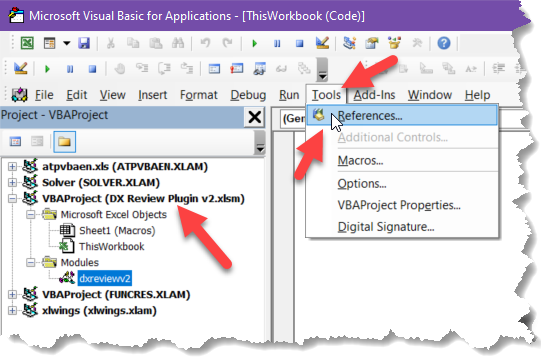 Microsoft Visual Basic for Applications - [ThisWorkbook (Code)]
File Edit View Insert Format Debug Run Tools Add-Ins Window Help
Project - VBAProject
(Gen
References...
Additional Controls...
Macros...
Options...
VBAProject Properties...
Digital Signature...
atpvbaen.xls (ATPVBAEN.XLAM)
Solver (SOLVER.XLAM)
VBAProject (DX Review Plugin v2.xlsm)
Microsoft Excel Objects
Sheet1 (Macros)
ThisWorkbook
Modules
dxreviewv2
VBAProject (FUNCRES.XLAM)
xlwings (xlwings.xlam)